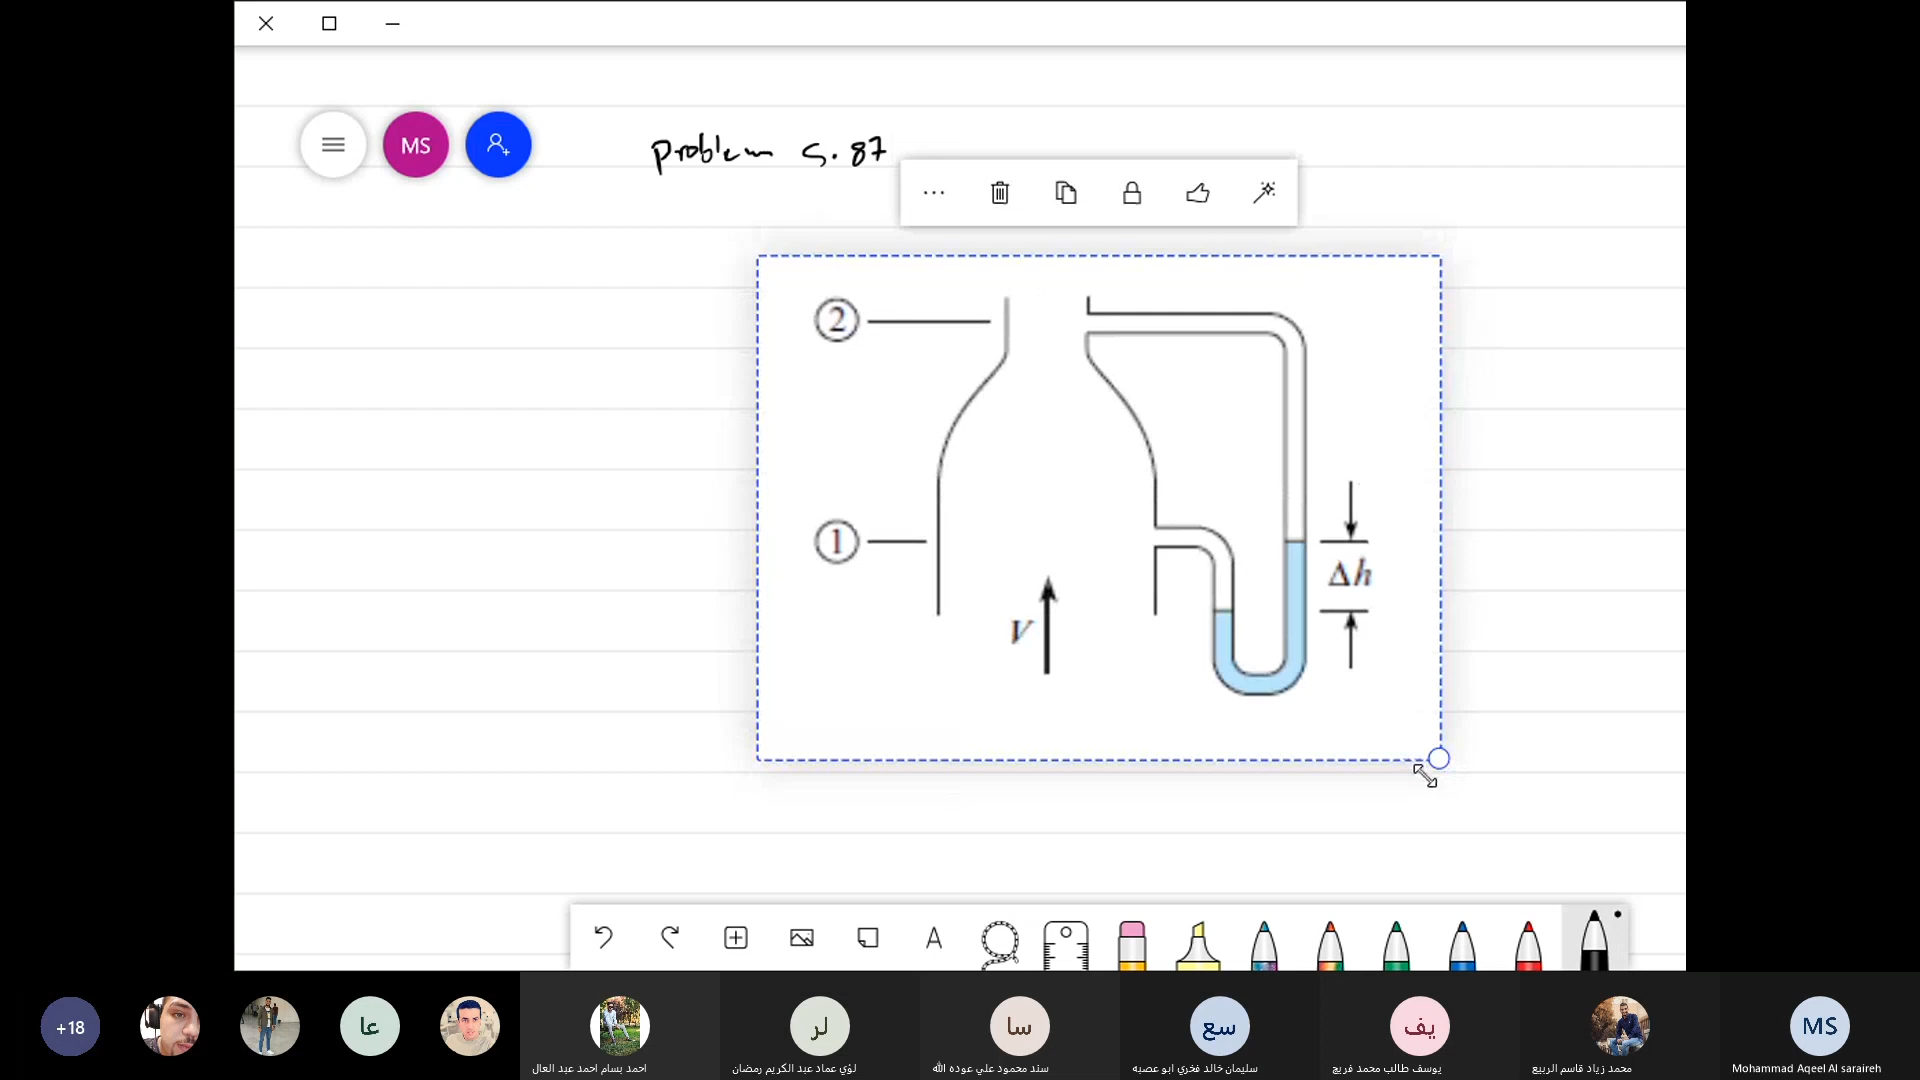 MS
problem 5.87
2
1
V
Δh
A
+18
عا
لر
سا
سع
يف
MS
احمد بسام احمد عبد العال
لؤي عماد عبد الكريم رمضان
سند محمود علي عوده الله
سليمان خالد فخري ابو عصبه
يوسف طالب محمد فريج
محمد زياد قاسم الربيع
Mohammad Aqeel Al saraireh